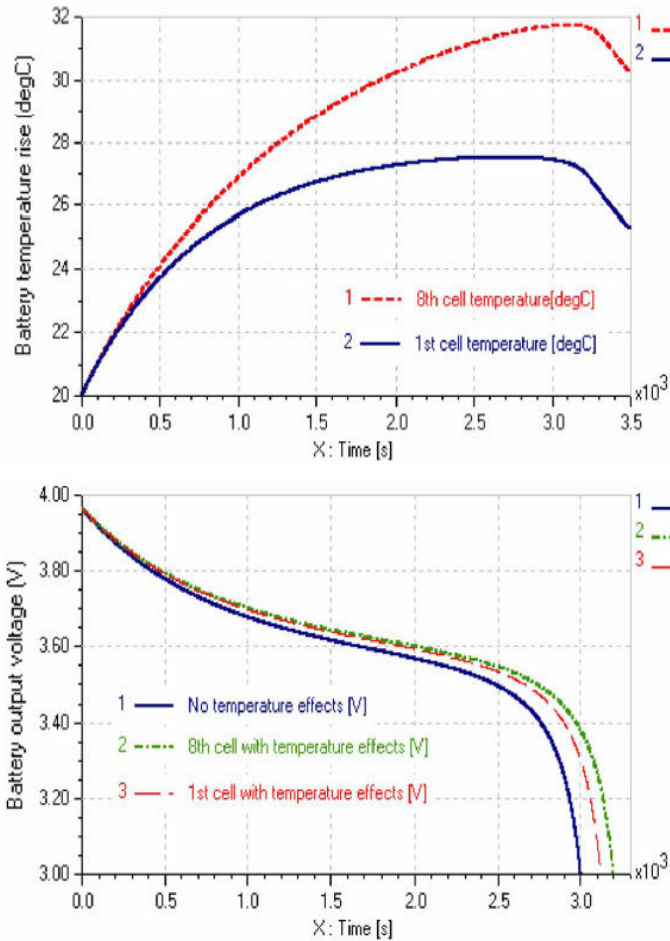 Battery temperature rise (degC)
32
30
28
26
24
22
20
1
2
1 8th cell temperature[degC]
2 1st cell temperature [degC]
x10³
0.0 0.5 1.0 1.5 2.0 2.5 3.0 3.5
X : Time [s]
Battery output voltage (V)
4.00
3.80
3.60
3.40
3.20
3.00
1
2
3
1 No temperature effects [V]
2 8th cell with temperature effects [V]
3 1st cell with temperature effects [V]
x10³
0.0 0.5 1.0 1.5 2.0 2.5 3.0 3.5
X : Time [s]